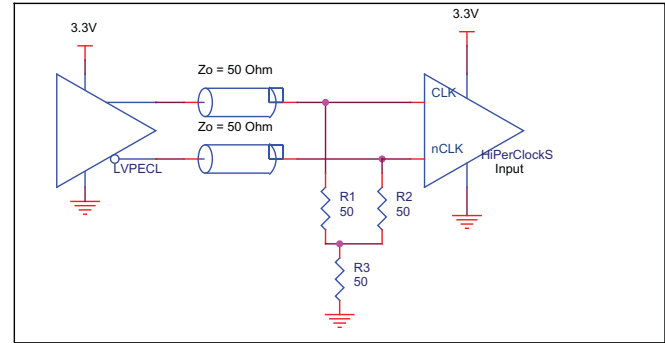 3.3V
3.3V
Zo = 50 Ohm
CLK
Zo = 50 Ohm
nCLK
LVPECL
HiPerClockS
Input
R1
50
R2
50
R3
50